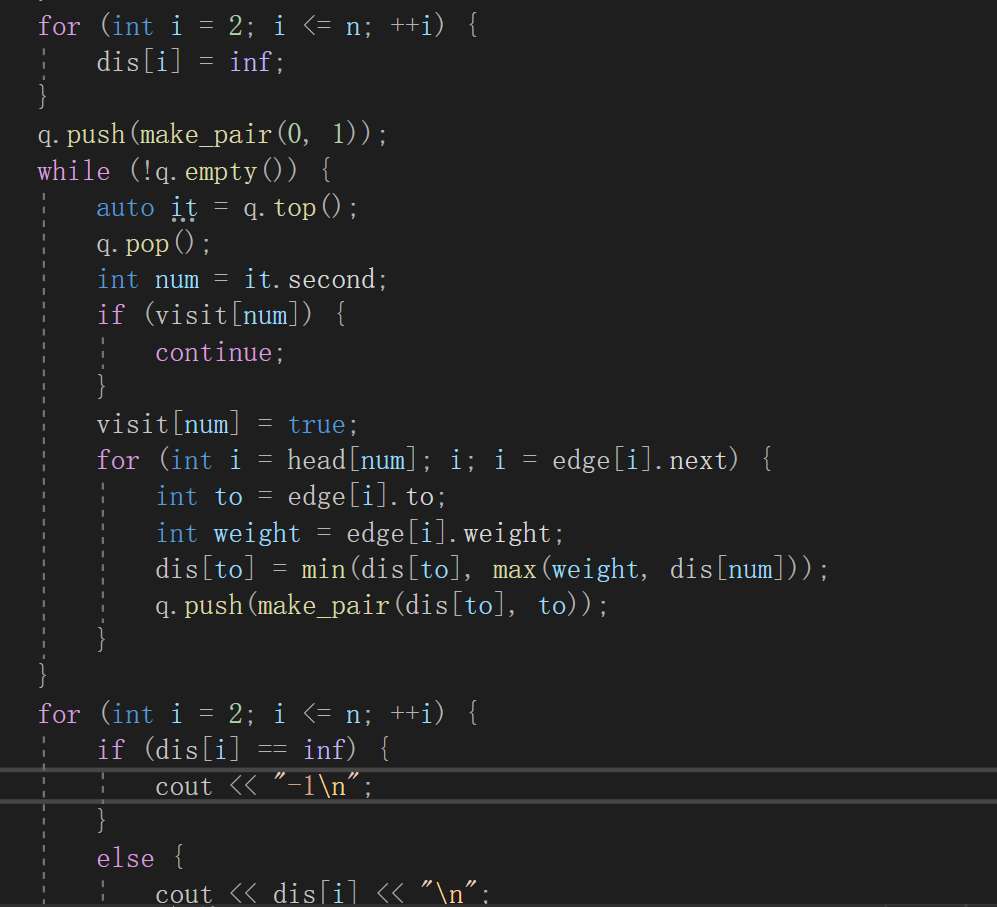 for (int i = 2; i <= n; ++i) {
dis[i] = inf;
}
q.push(make_pair(0, 1));
while (!q.empty()) {
auto it = q.top();
q.pop();
int num = it.second;
if (visit[num]) {
continue;
}
visit[num] = true;
for (int i = head[num]; i; i = edge[i].next) {
int to = edge[i].to;
int weight = edge[i].weight;
dis[to] = min(dis[to], max(weight, dis[num]));
q.push(make_pair(dis[to], to));
}
}
for (int i = 2; i <= n; ++i) {
if (dis[i] == inf) {
cout << "-1\n";
}
else {
cout << dis[i] << "\n";